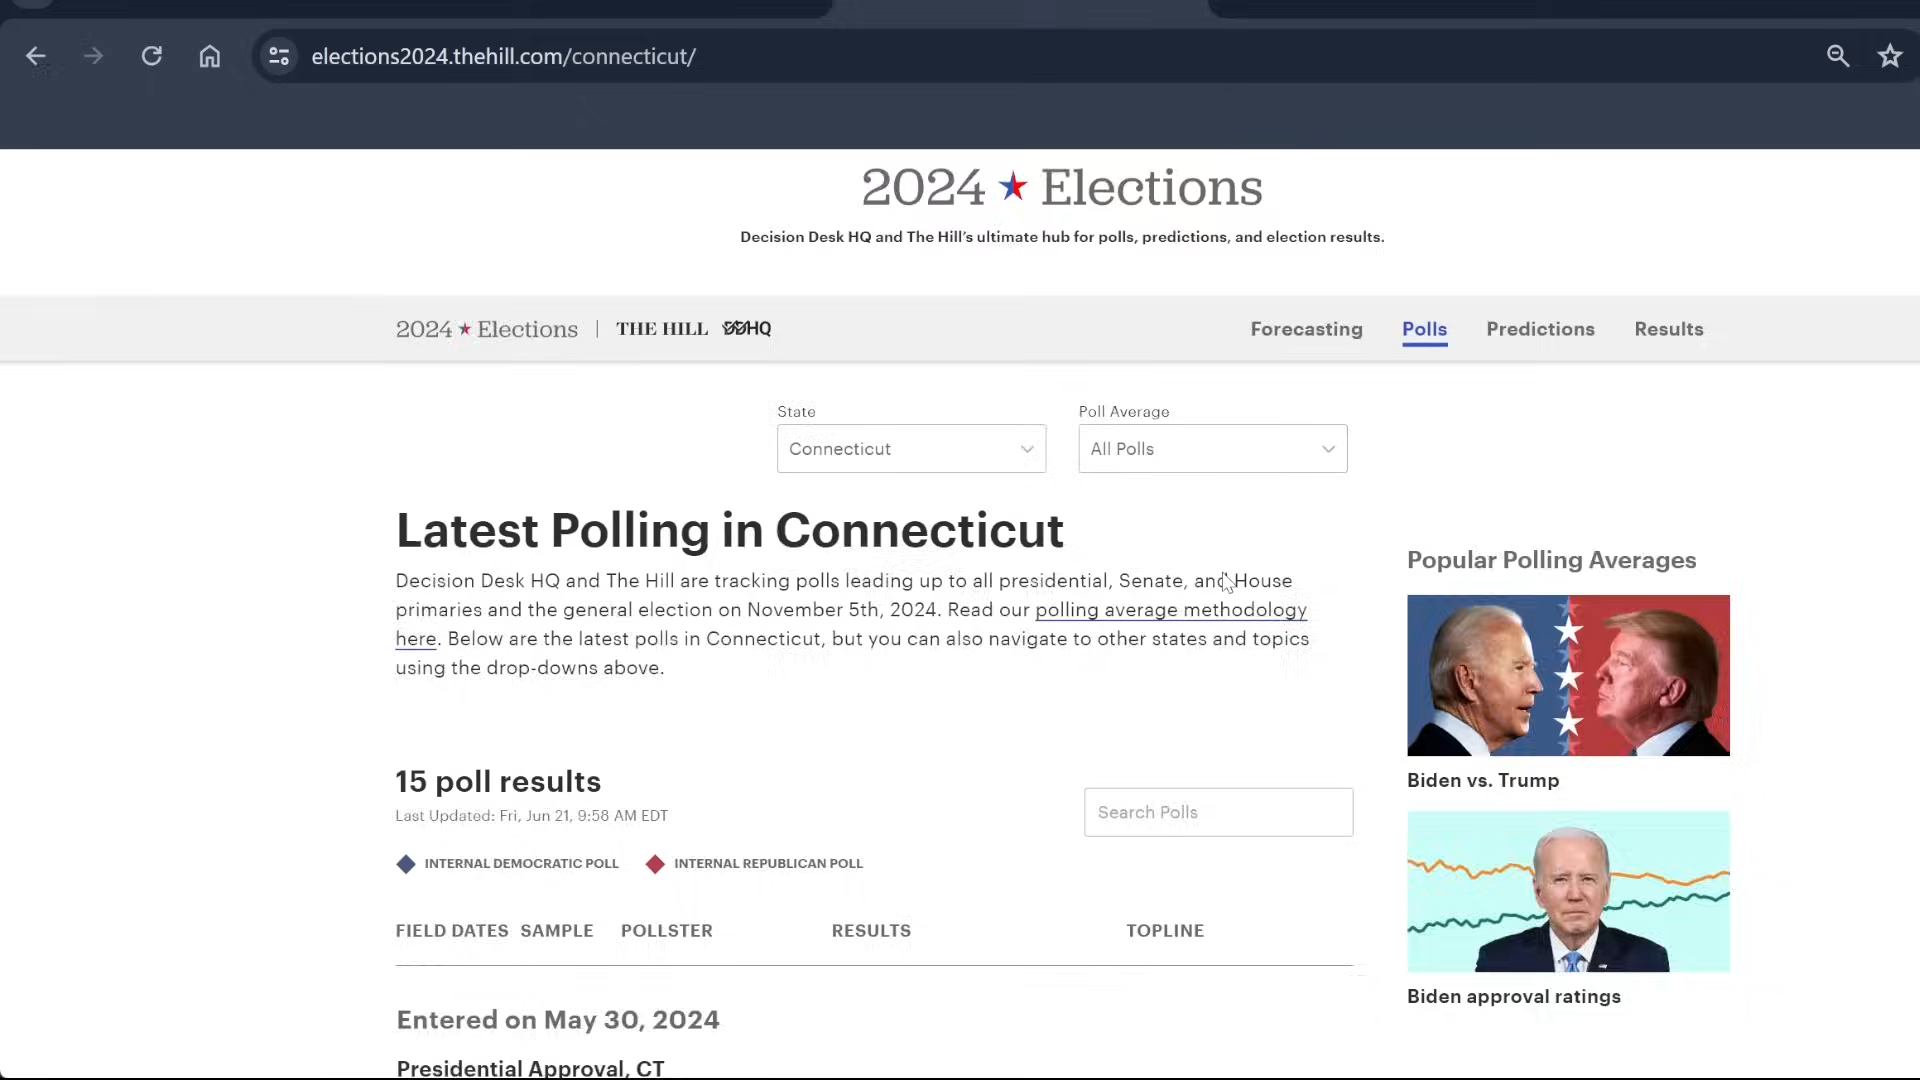 elections2024.thehill.com/connecticut/
2024 Elections
Decision Desk HQ and The Hill's ultimate hub for polls, predictions, and election results.
2024 Elections | THE HILL DDHQ
Forecasting Polls Predictions Results
State
Connecticut
Poll Average
All Polls
Latest Polling in Connecticut
Decision Desk HQ and The Hill are tracking polls leading up to all presidential, Senate, and House
primaries and the general election on November 5th, 2024. Read our polling average methodology
here. Below are the latest polls in Connecticut, but you can also navigate to other states and topics
using the drop-downs above.
15 poll results
Last Updated: Fri, Jun 21, 9:58 AM EDT
Search Polls
INTERNAL DEMOCRATIC POLL INTERNAL REPUBLICAN POLL
FIELD DATES SAMPLE POLLSTER RESULTS TOPLINE
Entered on May 30, 2024
Presidential Approval, CT
Popular Polling Averages
Biden vs. Trump
Biden approval ratings